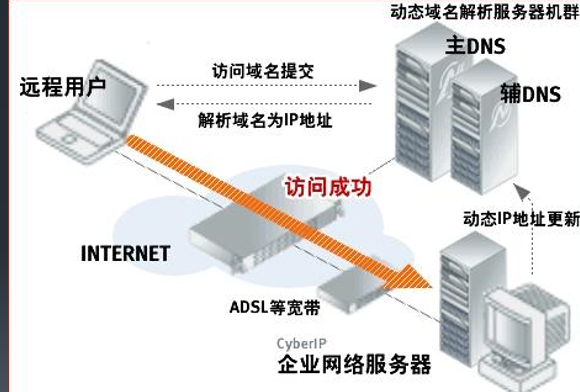 动态域名解析服务器机群
主DNS
远程用户
访问域名提交
辅DNS
解析域名为IP地址
访问成功
动态IP地址更新
INTERNET
ADSL等宽带
CyberIP
企业网络服务器